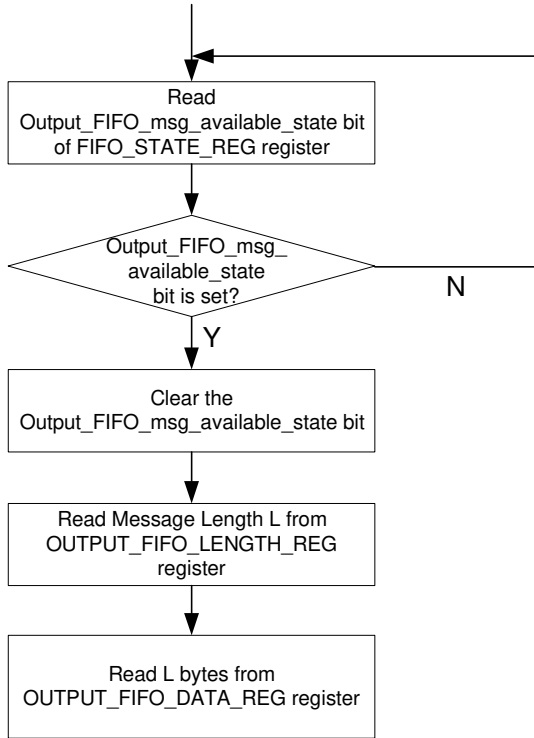 Read
Output_FIFO_msg_available_state bit
of FIFO_STATE_REG register
Output_FIFO_msg_
available_state
bit is set?
N
Y
Clear the
Output_FIFO_msg_available_state bit
Read Message Length L from
OUTPUT_FIFO_LENGTH_REG
register
Read L bytes from
OUTPUT_FIFO_DATA_REG register